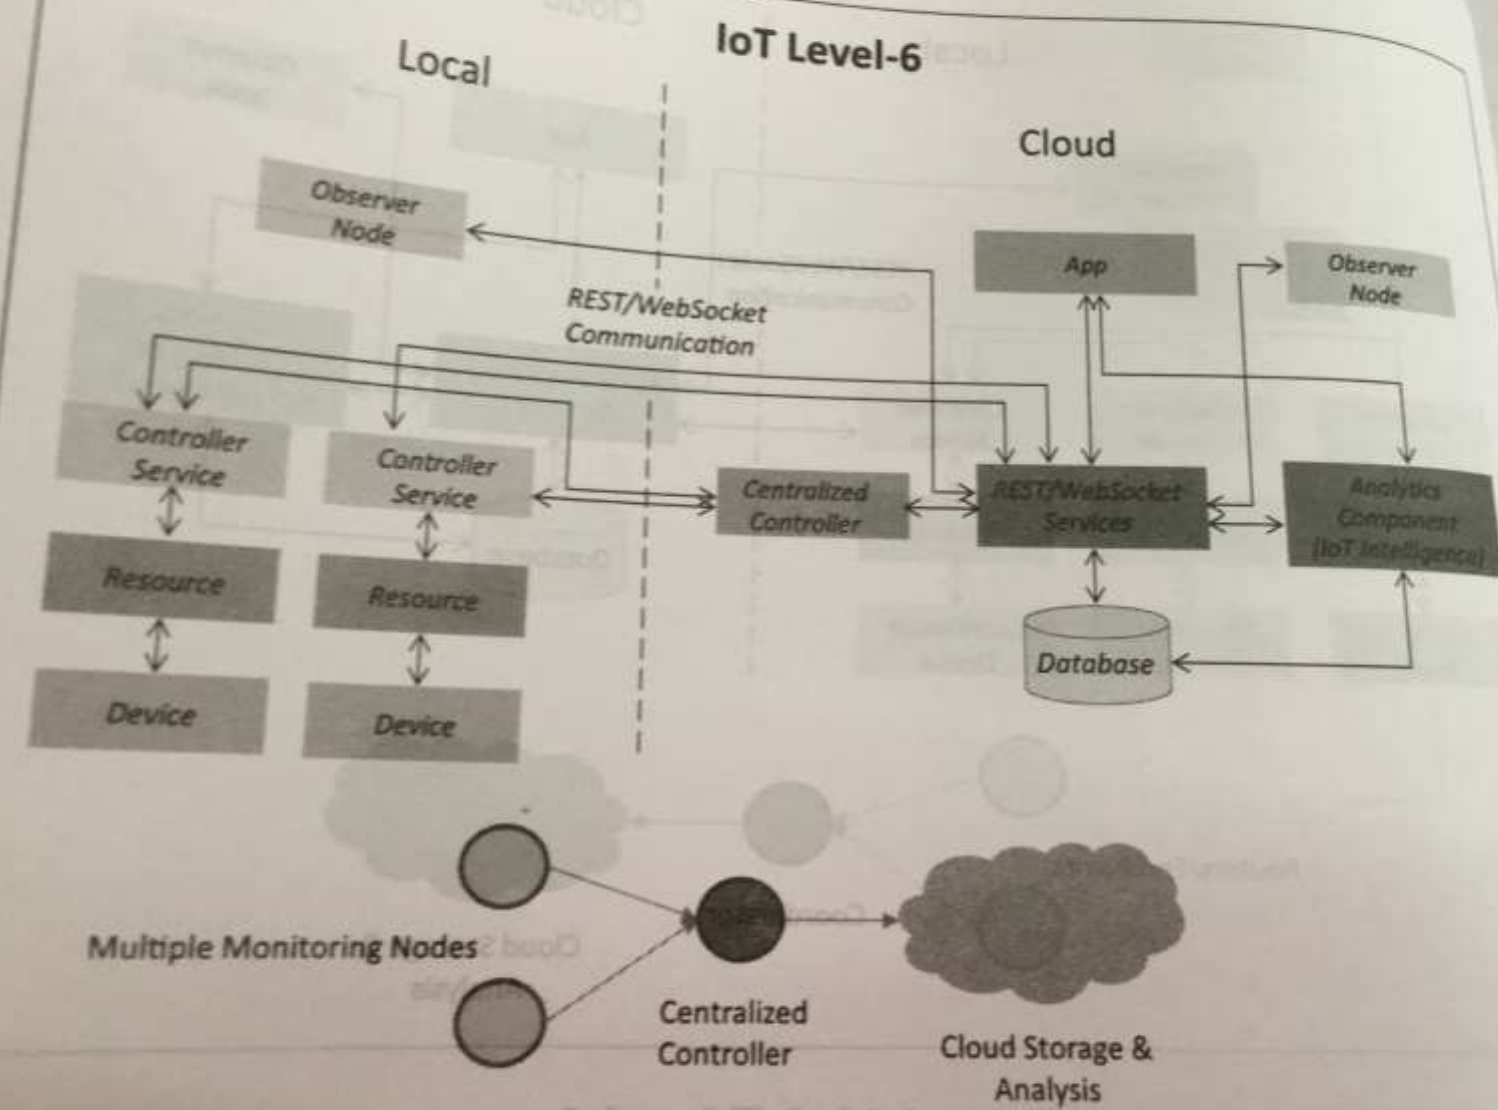 IoT Level-6
Local
Cloud
Observer
Node
App
Observer
Node
REST/WebSocket
Communication
Controller
Service
Controller
Service
Centralized
Controller
REST/WebSocket
Services
Analytics
Component
(IoT Intelligence)
Resource
Resource
Database
Device
Device
Multiple Monitoring Nodes
Centralized
Controller
Cloud Storage &
Analysis